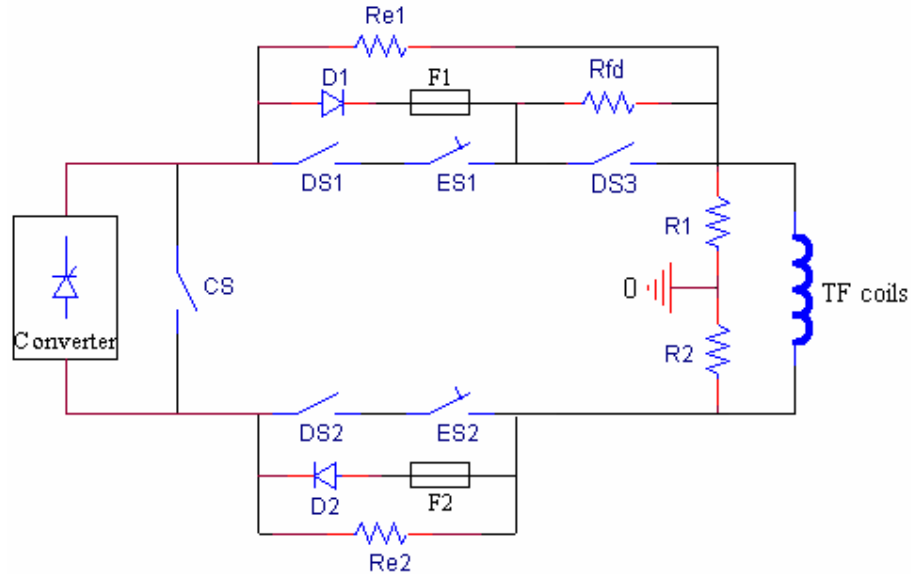 Re1
D1
F1
Rfd
DS1
ES1
DS3
R1
CS
0
TF coils
Converter
R2
DS2
ES2
D2
F2
Re2